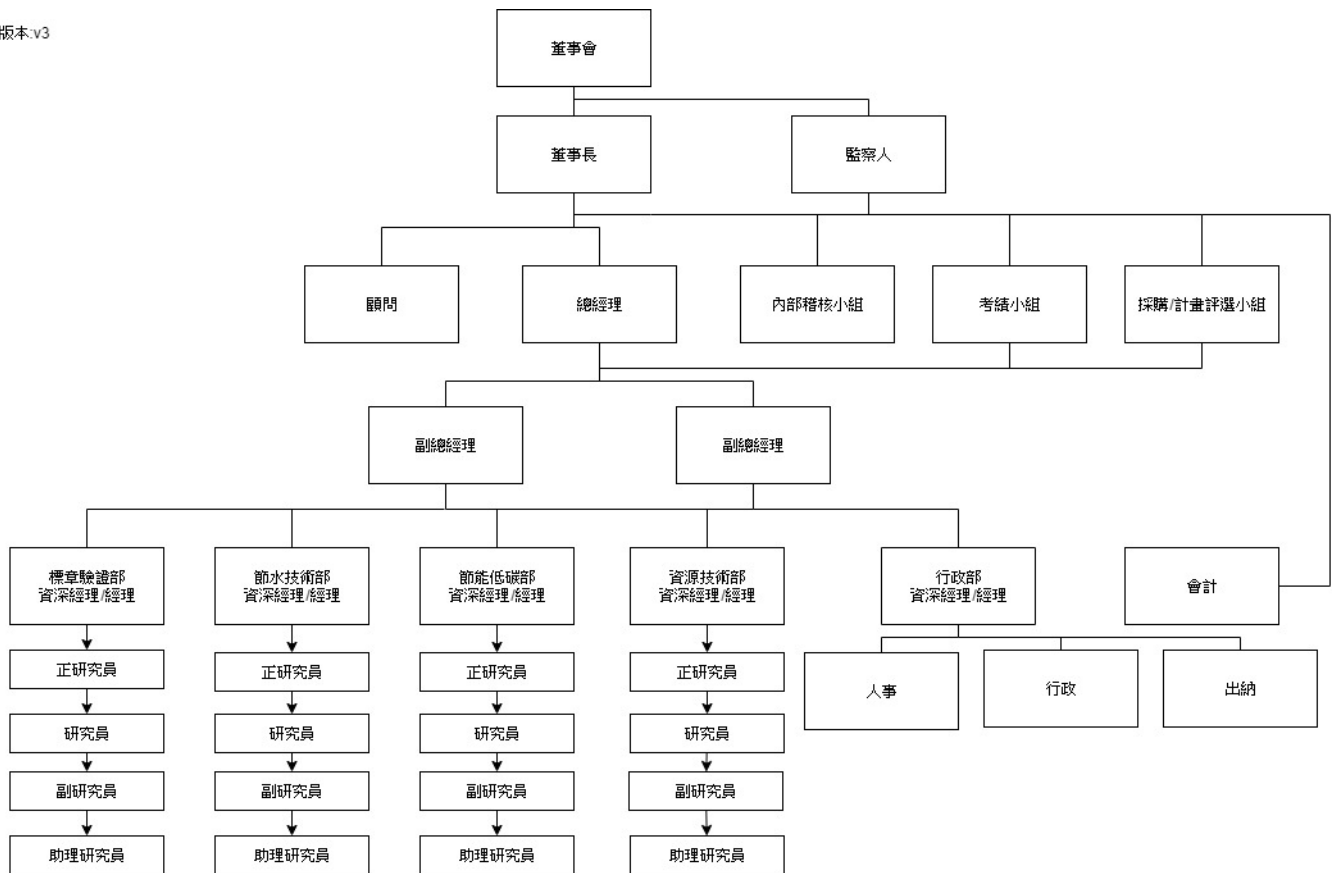 版本:v3
董事會
董事長
監察人
顧問
總經理
內部稽核小組
考績小組
採購/計畫評選小組
副總經理
副總經理
標章驗證部
資深經理/經理
節水技術部
資深經理/經理
節能低碳部
資深經理/經理
資源技術部
資深經理/經理
行政部
資深經理/經理
會計
正研究員
正研究員
正研究員
正研究員
人事
行政
出納
研究員
研究員
研究員
研究員
副研究員
副研究員
副研究員
副研究員
助理研究員
助理研究員
助理研究員
助理研究員